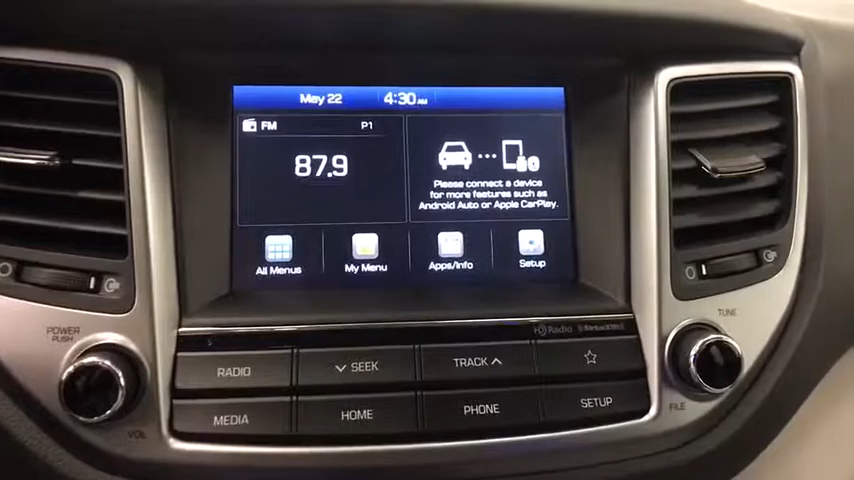 May 22 4:30 AM
FM P1
87.9
Please connect a device
for more features such as
Android Auto or Apple CarPlay.
All Menus My Menu Apps/Info Setup
HD Radio SiriusXM
POWER
PUSH
TUNE
RADIO SEEK TRACK
MEDIA HOME PHONE SETUP
VOL FILE